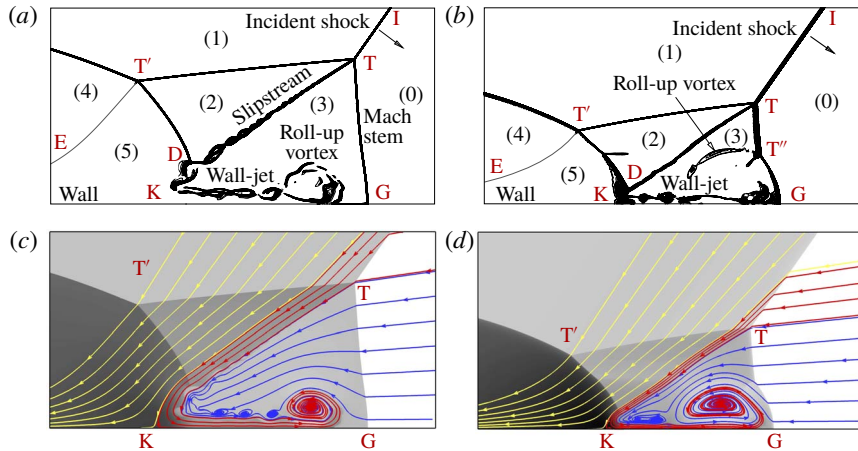 (a)
I
Incident shock
(1)
T′
T
(4)
(2)
Slipstream
(3)
(0)
Mach
stem
E
(5)
D
Roll-up
vortex
Wall-jet
Wall
K
G
(b)
I
Incident shock
(1)
Roll-up vortex
(0)
T′
T
(4)
(2)
(3)
T″
E
(5)
D
Wall-jet
Wall
K
G
(c)
T′
T
K
G
(d)
T
T′
K
G